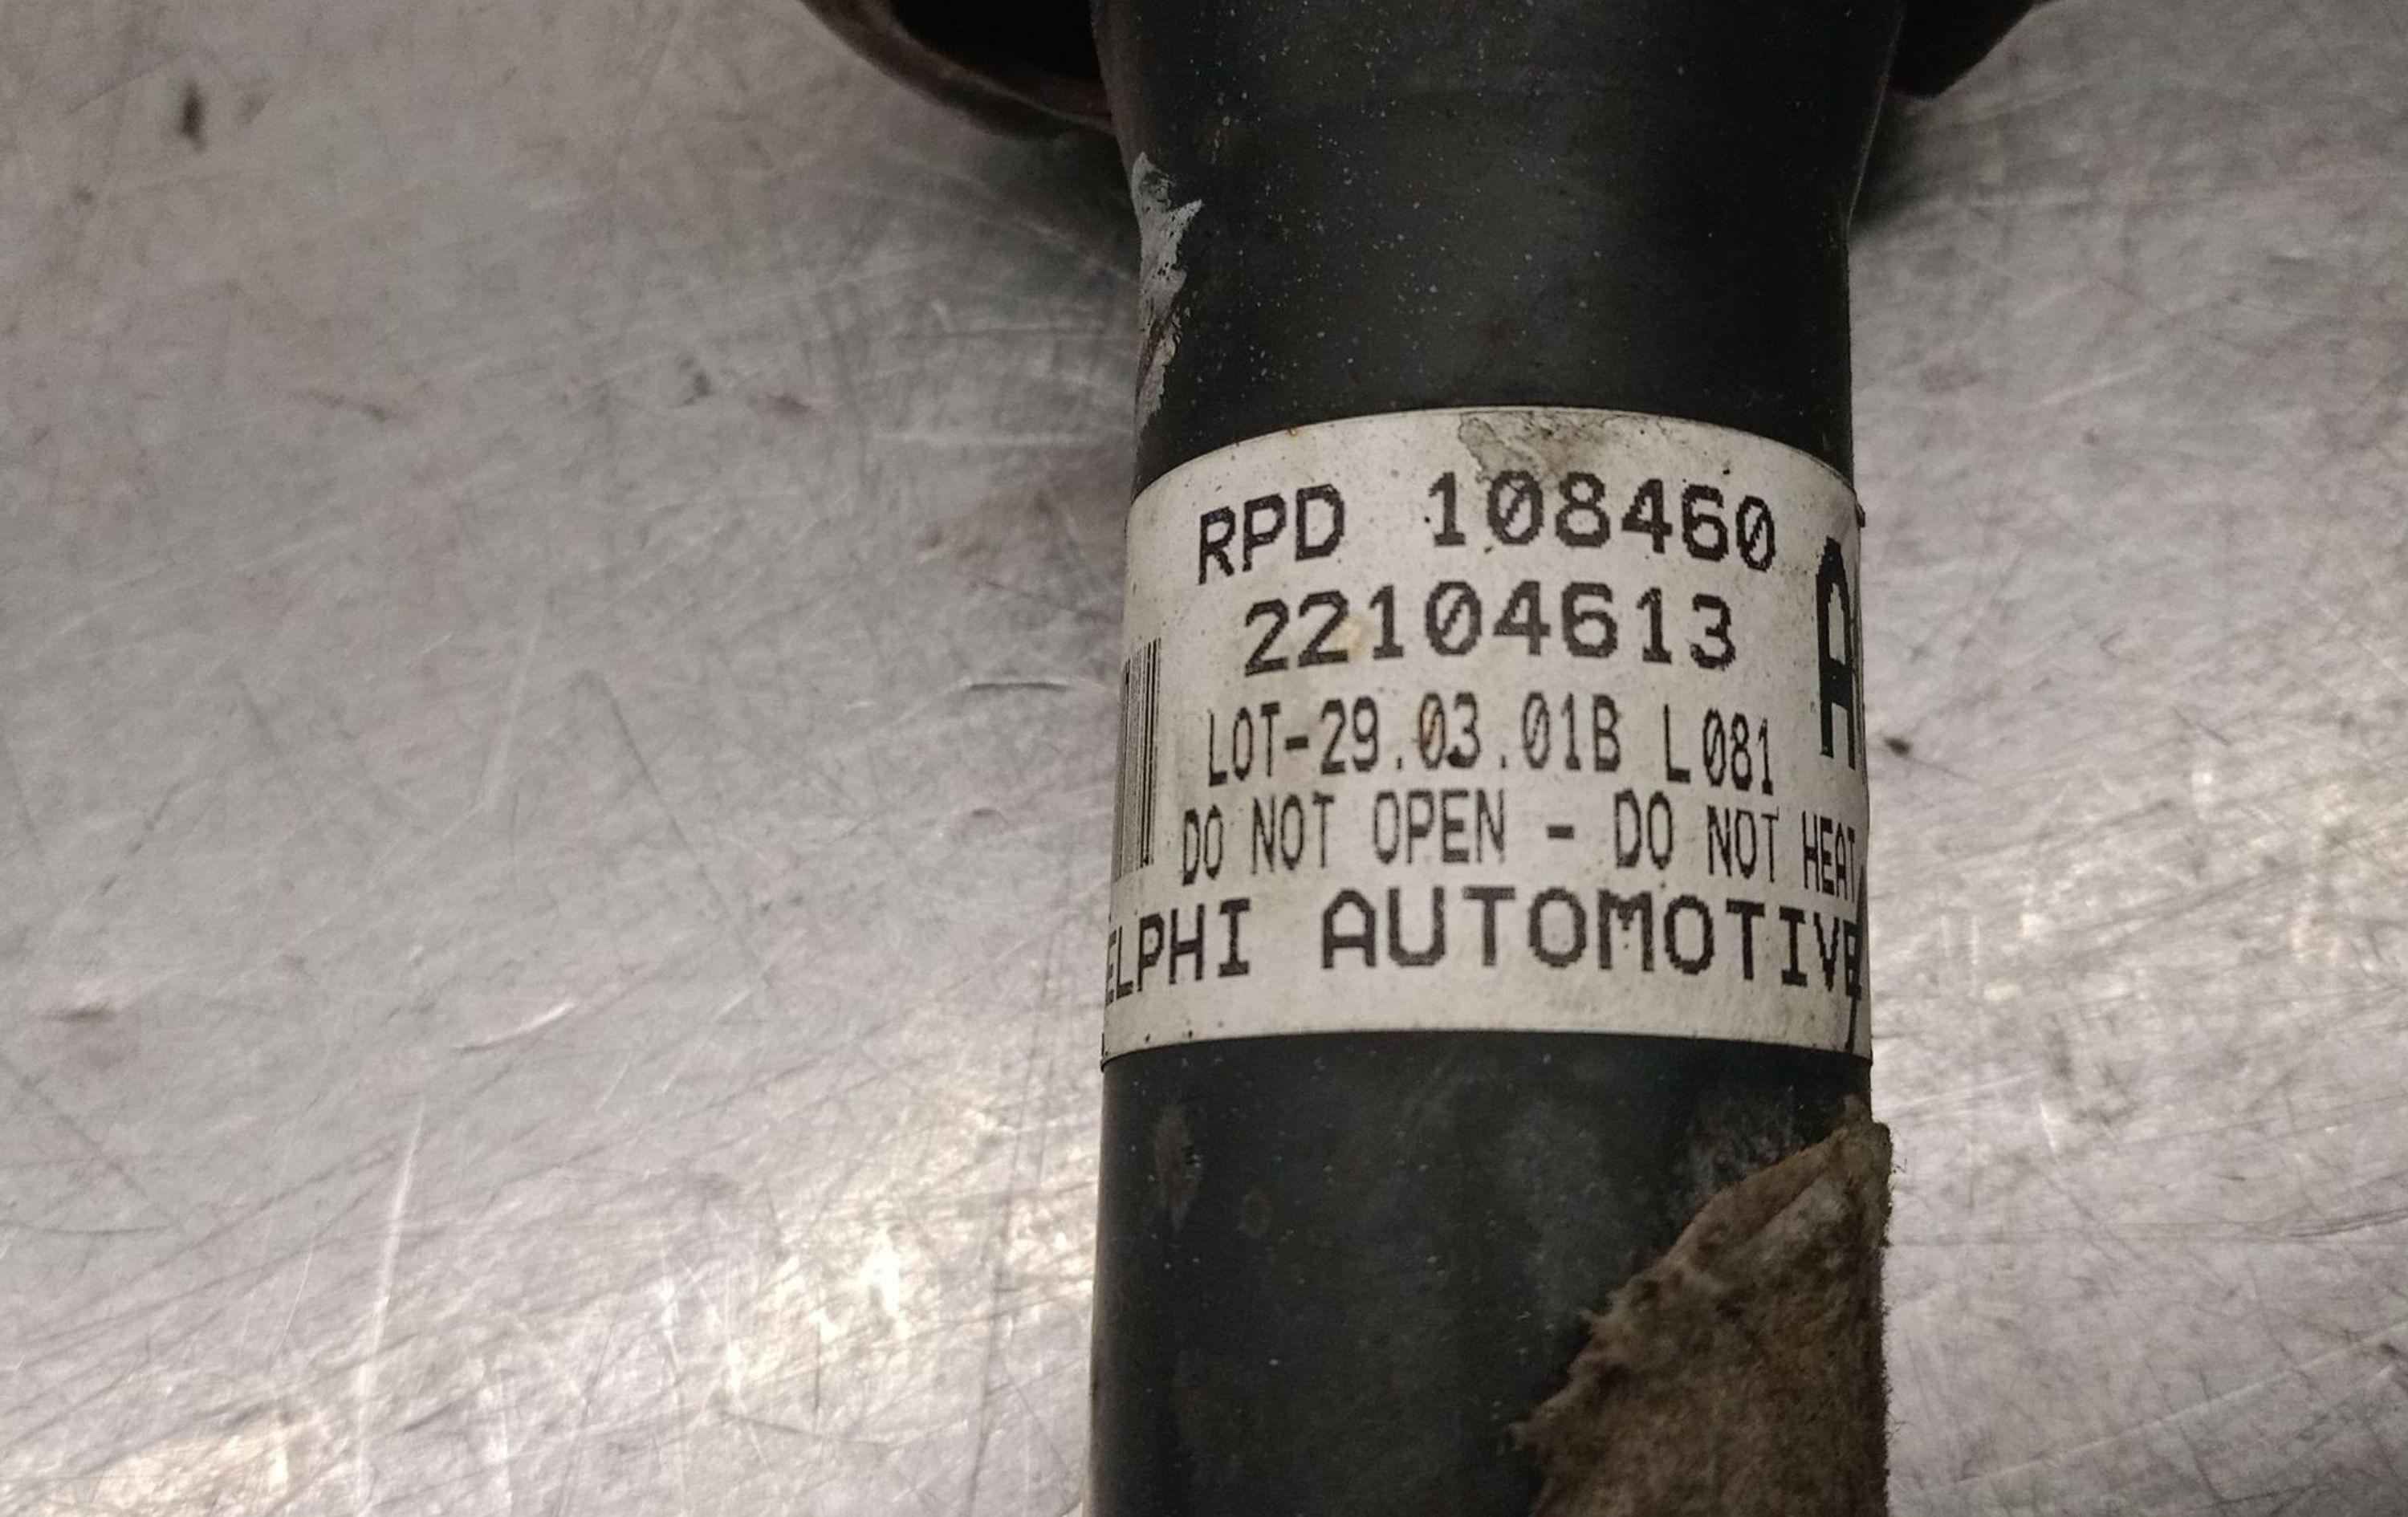 RPD 108460
22104613
A
LOT-29.03.01B L081
DO NOT OPEN - DO NOT HEAT
ELPHI AUTOMOTIVE